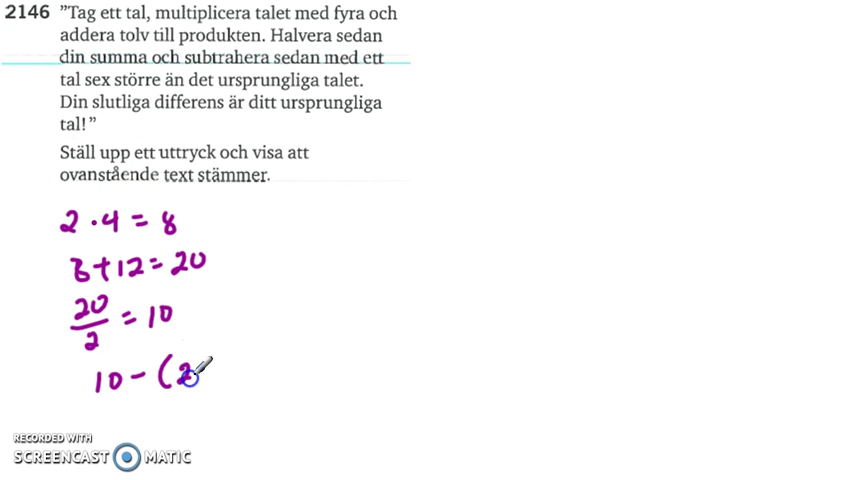 2146 ”Tag ett tal, multiplicera talet med fyra och
addera tolv till produkten. Halvera sedan
din summa och subtrahera sedan med ett
tal sex större än det ursprungliga talet.
Din slutliga differens är ditt ursprungliga
tal!”
Ställ upp ett uttryck och visa att
ovanstående text stämmer.
2 · 4 = 8
8 + 12 = 20
20/2 = 10
10 - (2
RECORDED WITH
SCREENCAST MATIC